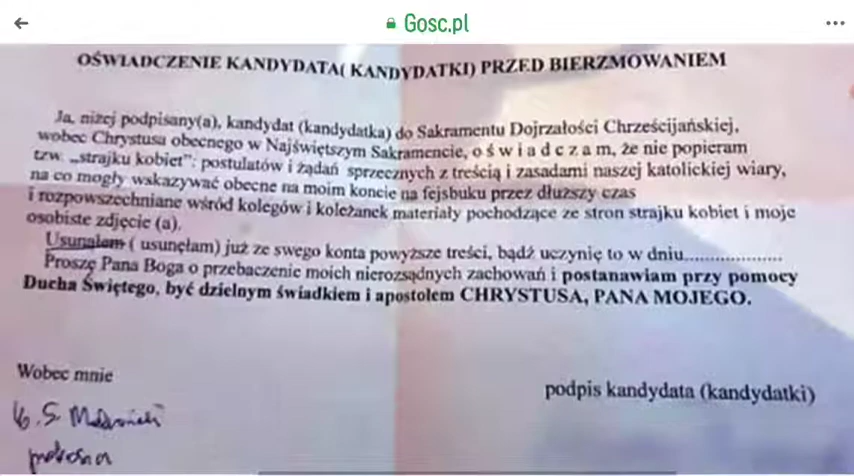 Gosc.pl
OŚWIADCZENIE KANDYDATA( KANDYDATKI) PRZED BIERZMOWANIEM
Ja, niżej podpisany(a), kandydat (kandydatka) do Sakramentu Dojrzałości Chrześcijańskiej,
wobec Chrystusa obecnego w Najświętszym Sakramencie, o ś w i a d c z a m, że nie popieram
tzw. „strajku kobiet”: postulatów i żądań sprzecznych z treścią i zasadami naszej katolickiej wiary,
na co mogły wskazywać obecne na moim koncie na fejsbuku przez dłuższy czas
i rozpowszechniane wśród kolegów i koleżanek materiały pochodzące ze stron strajku kobiet i moje
osobiste zdjęcie (a).
Usunąłem ( usunęłam) już ze swego konta powyższe treści, bądź uczynię to w dniu.....................
Proszę Pana Boga o przebaczenie moich nierozsądnych zachowań i postanawiam przy pomocy
Ducha Świętego, być dzielnym świadkiem i apostołem CHRYSTUSA, PANA MOJEGO.
Wobec mnie
podpis kandydata (kandydatki)